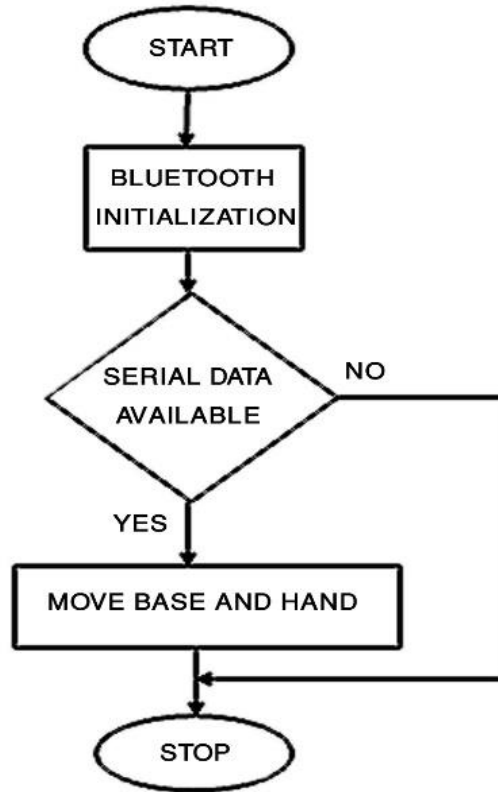 START
BLUETOOTH
INITIALIZATION
SERIAL DATA
AVAILABLE
NO
YES
MOVE BASE AND HAND
STOP